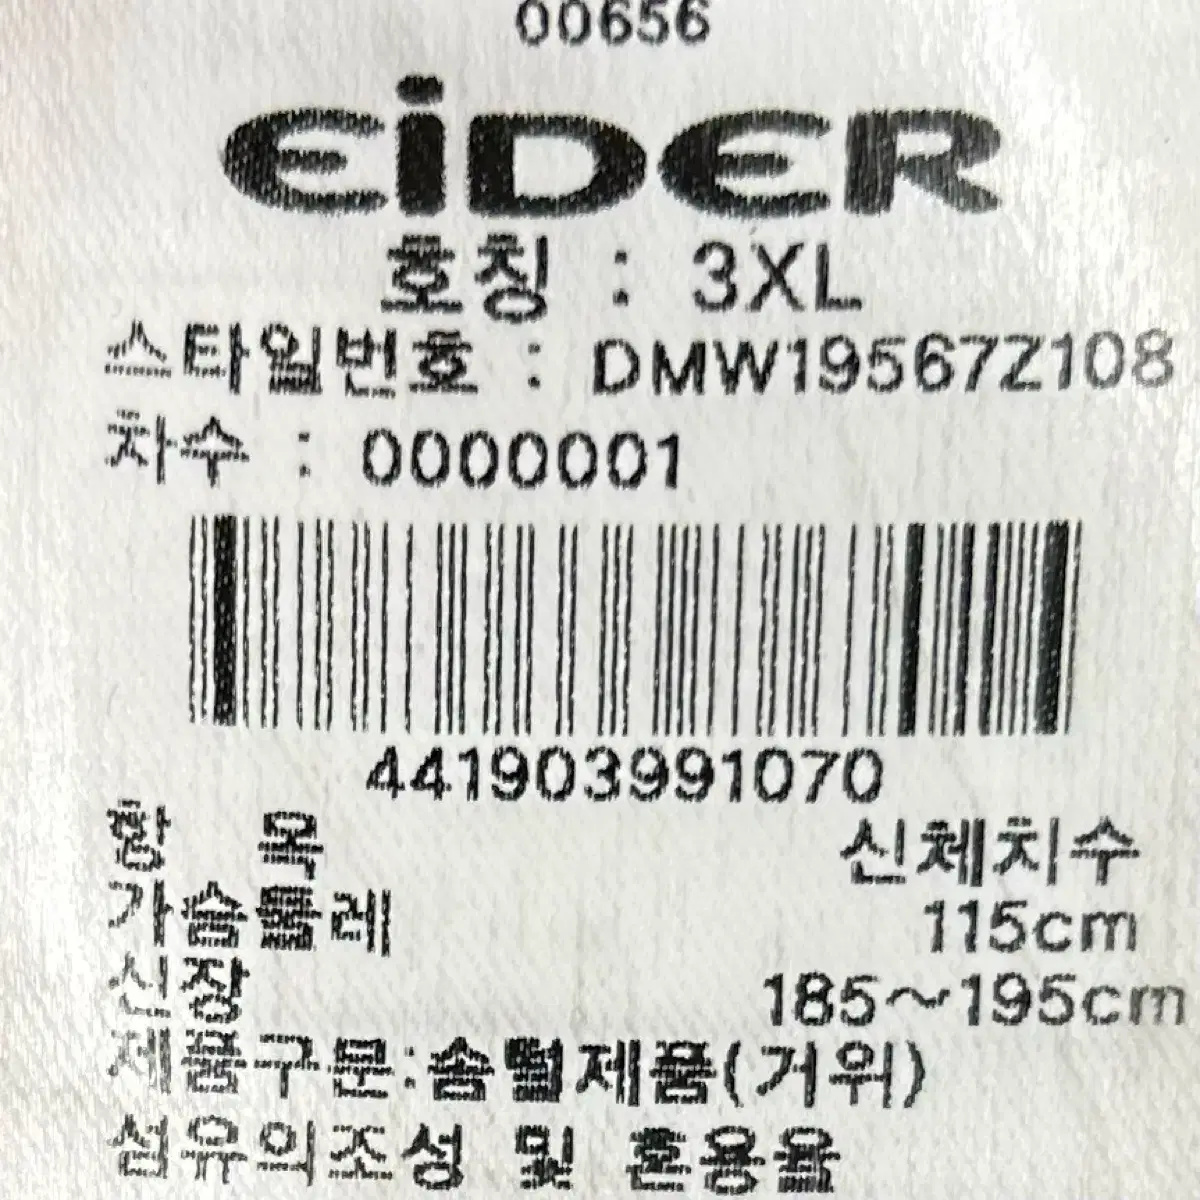 00656
EiDER
호칭 : 3XL
스타일번호 : DMW19567Z108
차수 : 0000001
441903991070
항 목 신체치수
가슴둘레 115cm
신장 185~195cm
제품구분:솜털제품(거위)
섬유의조성 및 혼용율